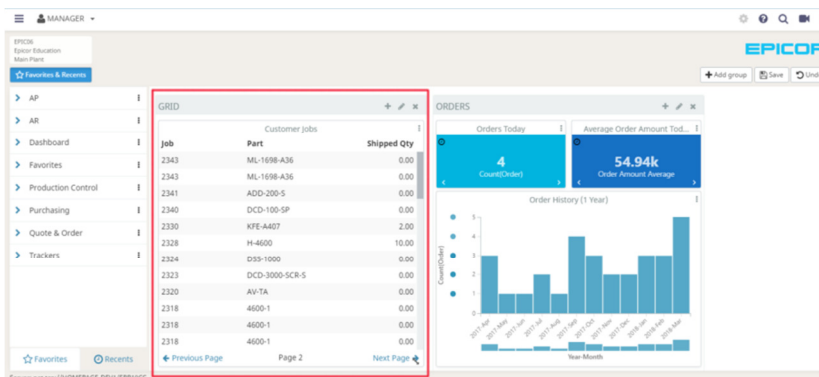 MANAGER
EPIC06
Epicor Education
Main Plant
EPICOR
Favorites & Recents
Add group
Save
Undo
AP
AR
Dashboard
Favorites
Production Control
Purchasing
Quote & Order
Trackers
Favorites Recents
GRID
Customer Jobs
Job Part Shipped Qty
2343 ML-1698-A36 0.00
2343 ML-1698-A36 0.00
2341 ADD-200-S 0.00
2340 DCD-100-SP 0.00
2330 KFE-A407 2.00
2328 H-4600 10.00
2324 DSS-1000 0.00
2323 DCD-3000-SCR-S 0.00
2320 AV-TA 0.00
2318 4600-1 0.00
2318 4600-1 0.00
2318 4600-1 0.00
Previous Page Page 2 Next Page
ORDERS
Orders Today
4
Count(Order)
Average Order Amount Tod...
54.94k
Order Amount Average
Order History (1 Year)
Count(Order)
5
4
3
2
1
0
2017-Apr 2017-May 2017-Jun 2017-Jul 2017-Aug 2017-Sep 2017-Oct 2017-Nov 2017-Dec 2018-Jan 2018-Feb 2018-Mar
Year-Month